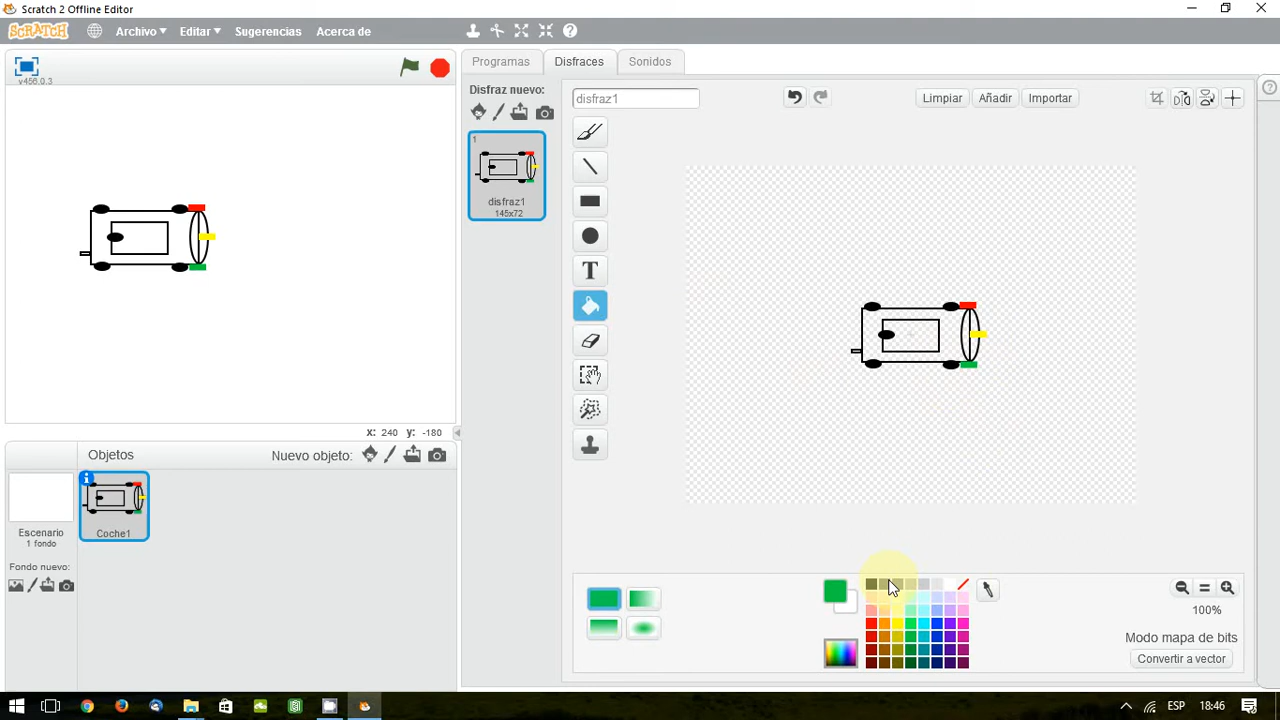 Scratch 2 Offline Editor
SCRATCH
Archivo
Editar
Sugerencias
Acerca de
v456.0.3
Programas
Disfraces
Sonidos
Disfraz nuevo:
disfraz1
Limpiar
Añadir
Importar
1
disfraz1
145x72
T
x: 240 y: -180
Objetos
Nuevo objeto:
Escenario
1 fondo
Fondo nuevo:
Coche1
100%
Modo mapa de bits
Convertir a vector
ESP
18:46